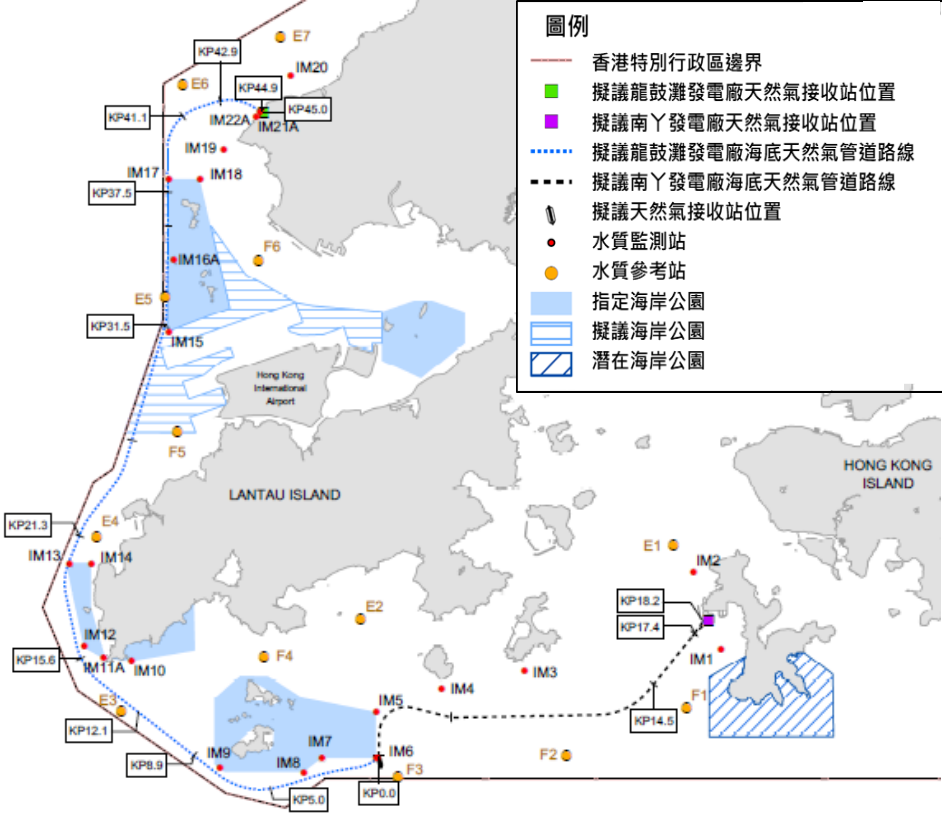 圖例
香港特別行政區邊界
擬議龍鼓灘發電廠天然氣接收站位置
擬議南丫發電廠天然氣接收站位置
擬議龍鼓灘發電廠海底天然氣管道路線
擬議南丫發電廠海底天然氣管道路線
擬議天然氣接收站位置
水質監測站
水質參考站
指定海岸公園
擬議海岸公園
潛在海岸公園
E7
KP42.9
IM20
E6
KP44.9
KP41.1
KP45.0
IM22A
IM21A
IM19
IM17
IM18
KP37.5
F6
IM16A
E5
KP31.5
IM15
Hong Kong
International
Airport
F5
HONG KONG
ISLAND
LANTAU ISLAND
KP21.3
E4
E1
IM13
IM14
IM2
KP18.2
E2
KP17.4
IM12
KP15.6
IM11A
IM10
F4
IM3
IM1
IM4
E3
IM5
F1
KP14.5
KP12.1
IM9
IM7
IM6
F2
KP8.9
IM8
F3
KP5.0
KP0.0